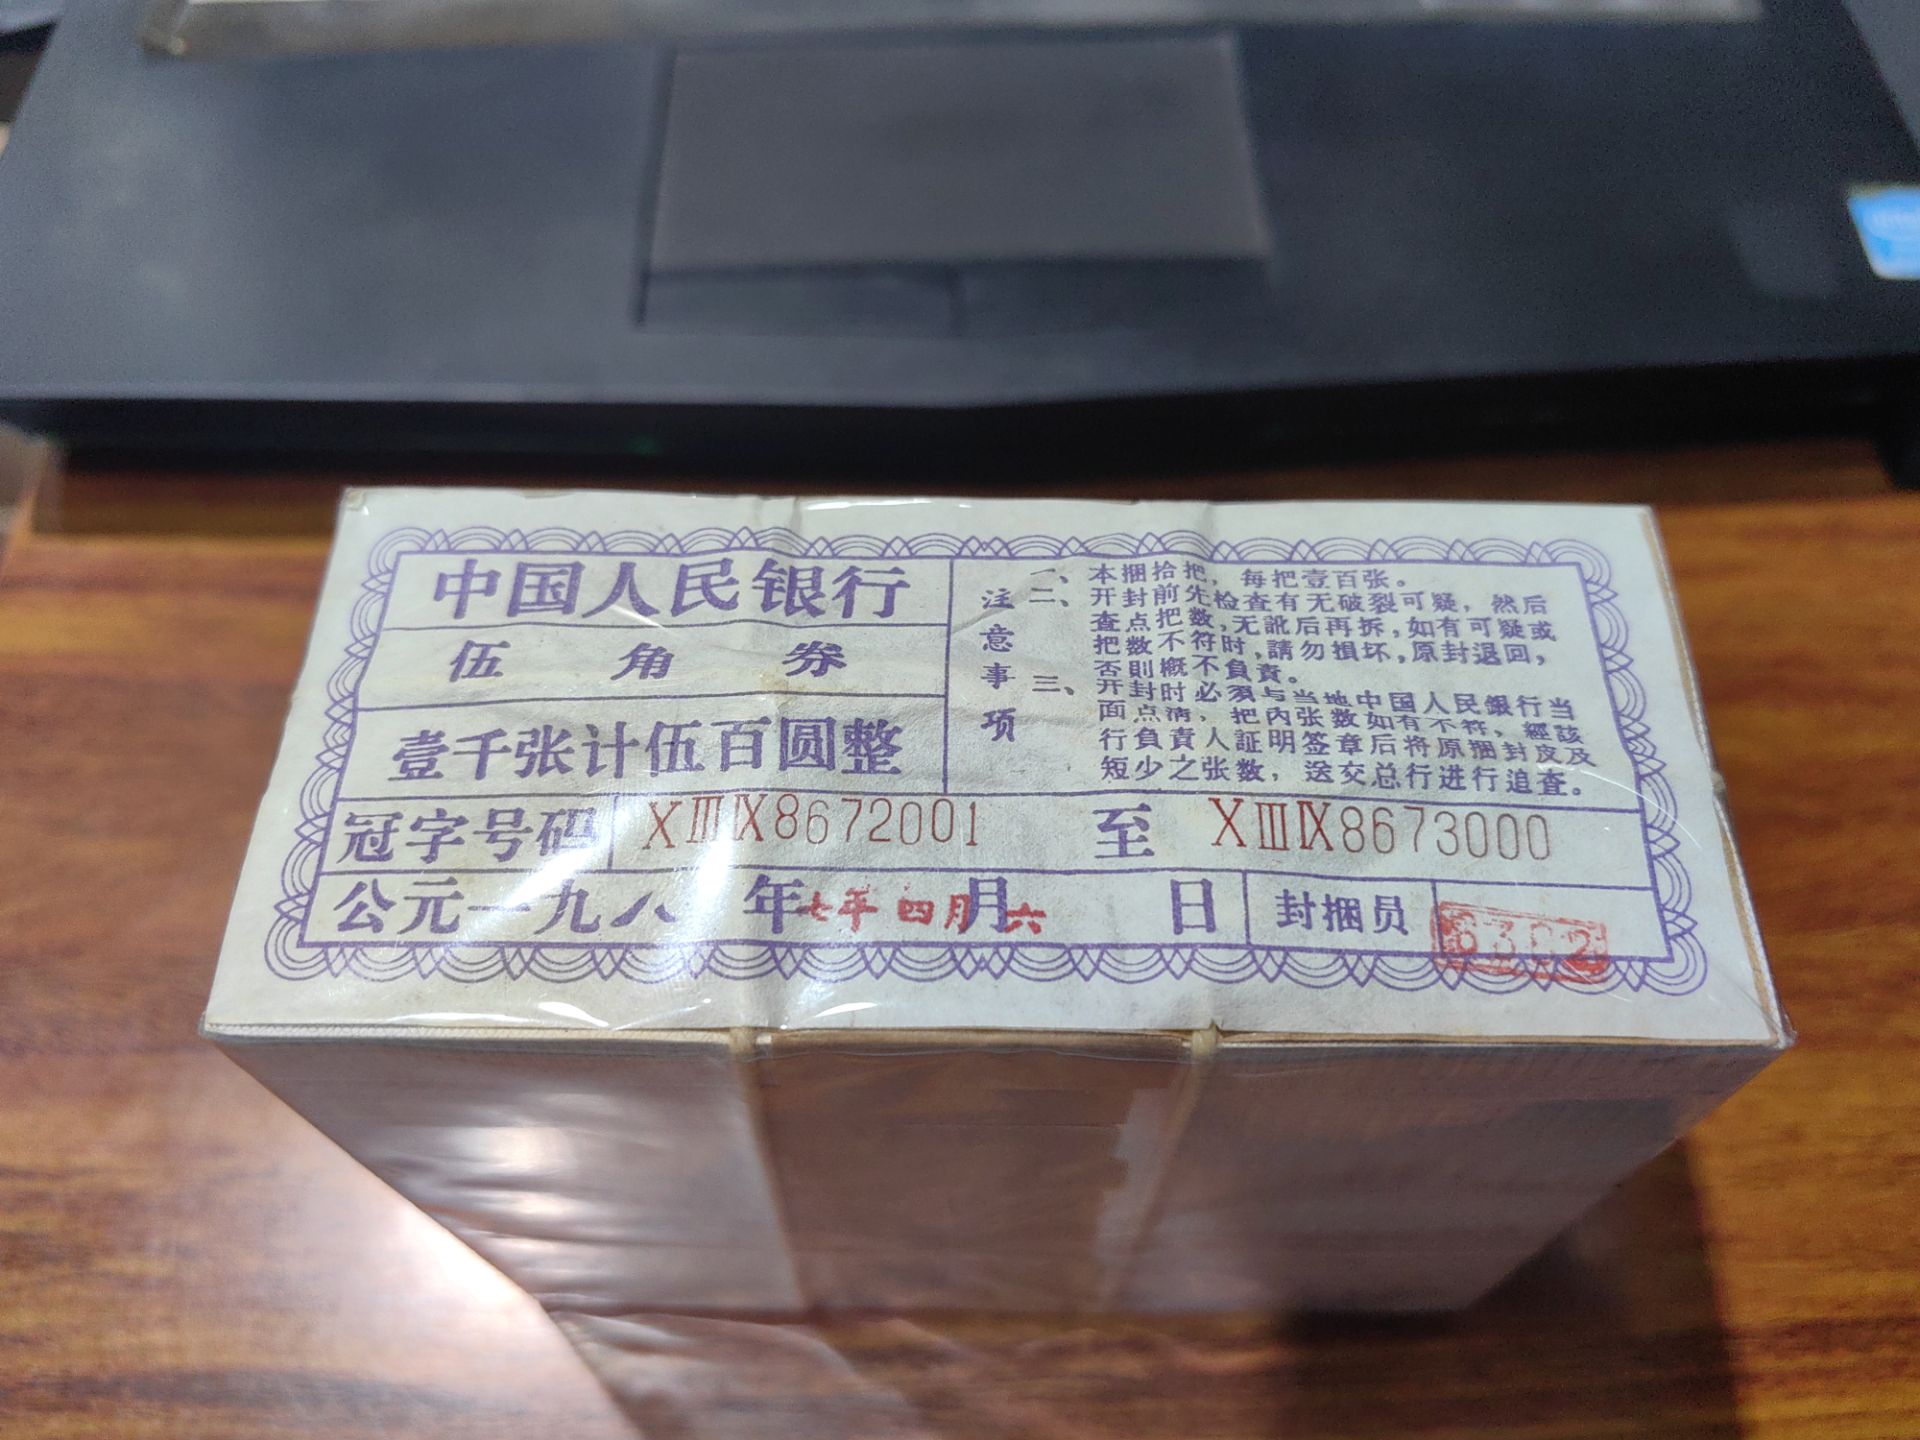 中国人民银行
伍角券
壹千张计伍百圆整
注意事项
一、本捆拾把，每把壹百张。
二、开封前先检查有无破裂可疑，然后
查点把数，无訛后再拆，如有可疑或
把数不符时，請勿損坏，原封退回，
否則概不負責。
三、开封时必须与当地中国人民银行当
面点清，把内张数如有不符，經該
行負責人証明签章后将原捆封皮及
短少之张数，送交总行进行追查。
冠字号码 XⅢⅨ8672001 至 XⅢⅨ8673000
公元一九八 年七年四月月六 日 封捆员